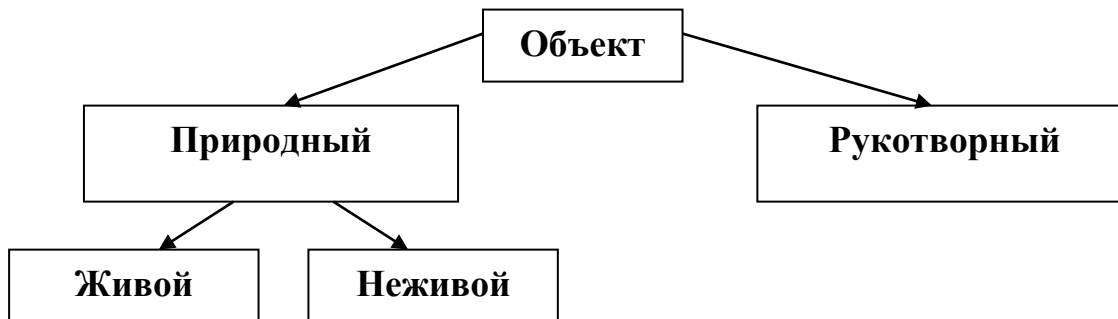 Объект
Природный
Рукотворный
Живой
Неживой